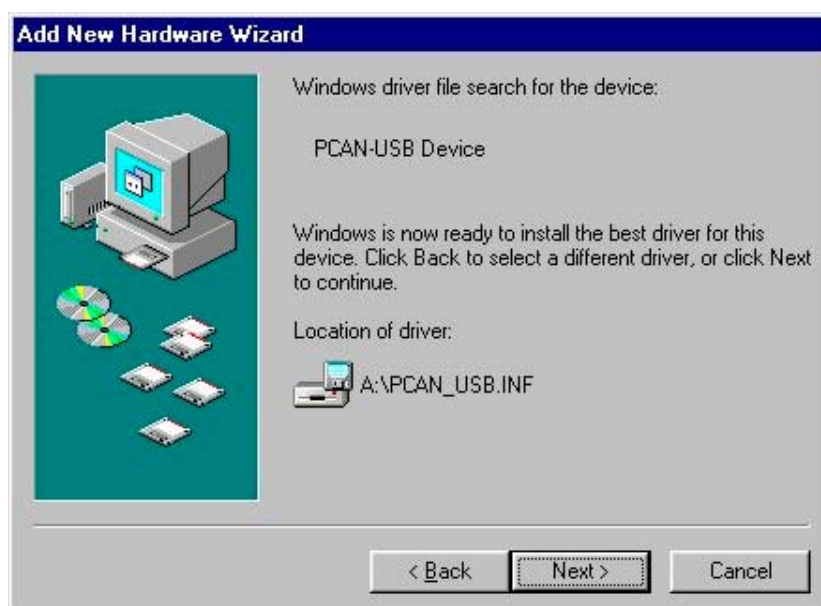 Add New Hardware Wizard
Windows driver file search for the device:
PCAN-USB Device
Windows is now ready to install the best driver for this
device. Click Back to select a different driver, or click Next
to continue.
Location of driver:
A:\PCAN_USB.INF
< Back
Next >
Cancel